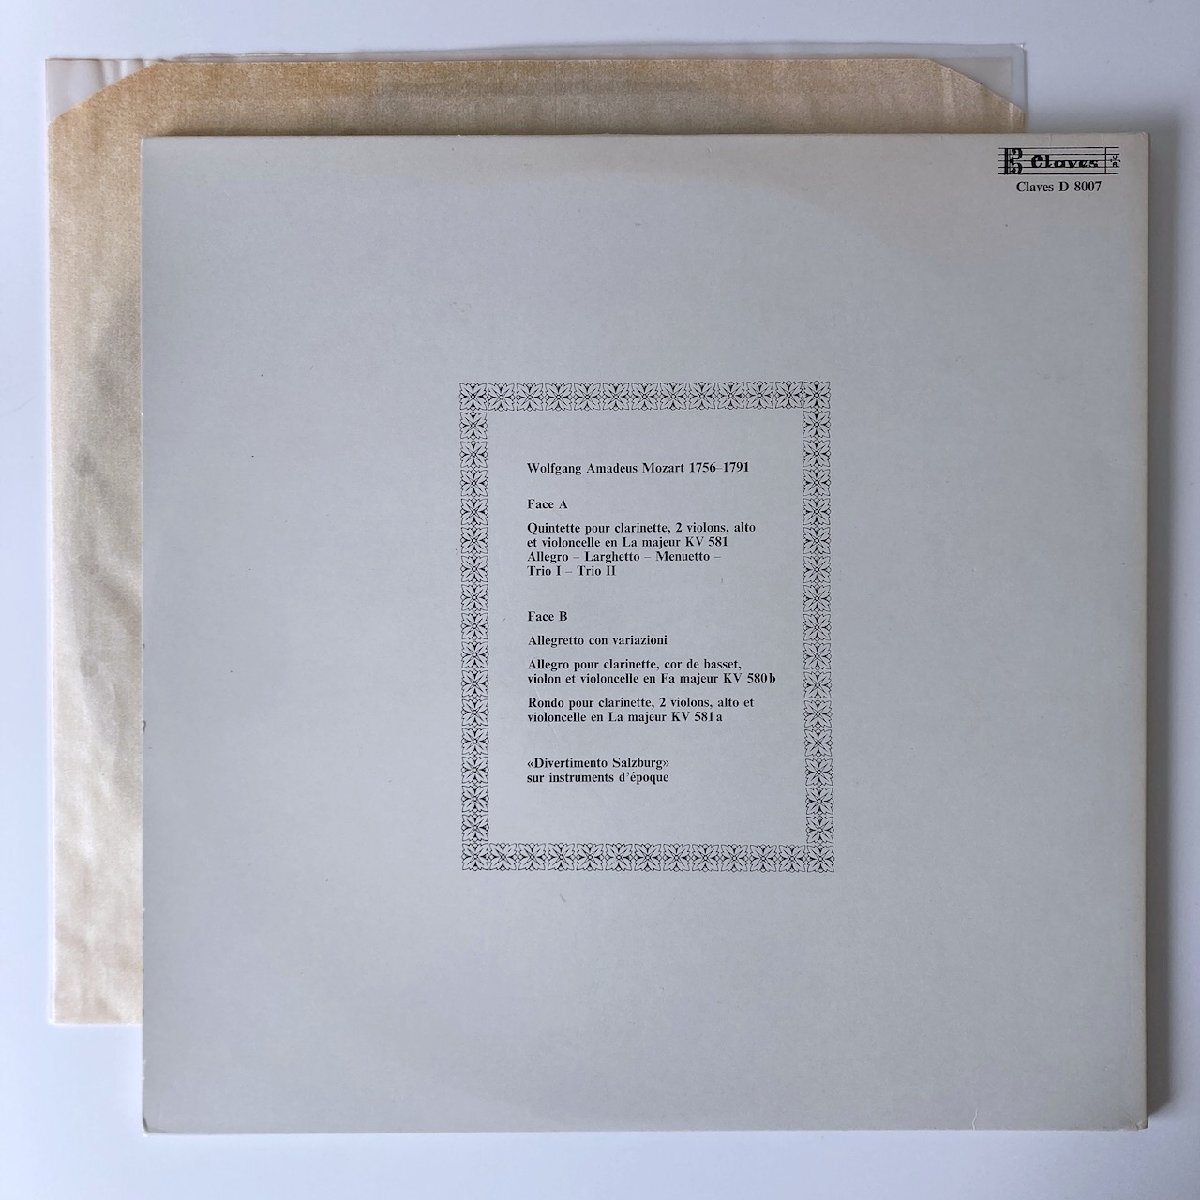 Claves
Claves D 8007
Wolfgang Amadeus Mozart 1756–1791
Face A
Quintette pour clarinette, 2 violons, alto
et violoncelle en La majeur KV 581
Allegro – Larghetto – Menuetto –
Trio I – Trio II
Face B
Allegretto con variazioni
Allegro pour clarinette, cor de basset,
violon et violoncelle en Fa majeur KV 580b
Rondo pour clarinette, 2 violons, alto et
violoncelle en La majeur KV 581a
«Divertimento Salzburg»
sur instruments d'époque